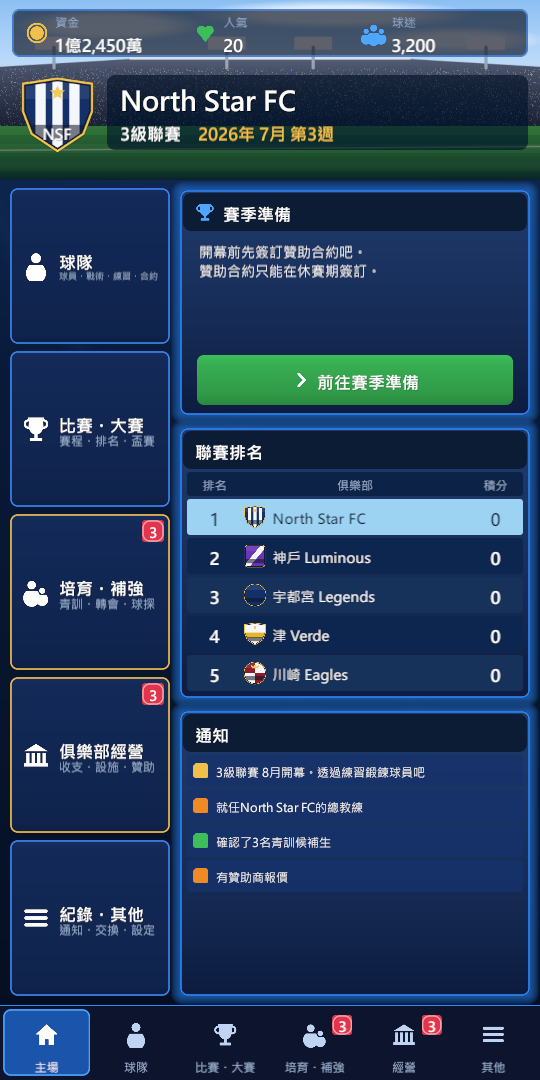 資金
1億2,450萬
人氣
20
球迷
3,200
NSF
North Star FC
3級聯賽 2026年 7月 第3週
球隊
球員・戰術・練習・合約
比賽・大賽
賽程・排名・盃賽
3
培育・補強
青訓・轉會・球探
3
俱樂部經營
收支・設施・贊助
紀錄・其他
通知・交換・設定
賽季準備
開幕前先簽訂贊助合約吧。
贊助合約只能在休賽期簽訂。
前往賽季準備
聯賽排名
排名 俱樂部 積分
1 North Star FC 0
2 神戶 Luminous 0
3 宇都宮 Legends 0
4 津 Verde 0
5 川崎 Eagles 0
通知
3級聯賽 8月開幕。透過練習鍛鍊球員吧
就任North Star FC的總教練
確認了3名青訓候補生
有贊助商報價
主場
球隊
比賽・大賽
3
培育・補強
3
經營
其他